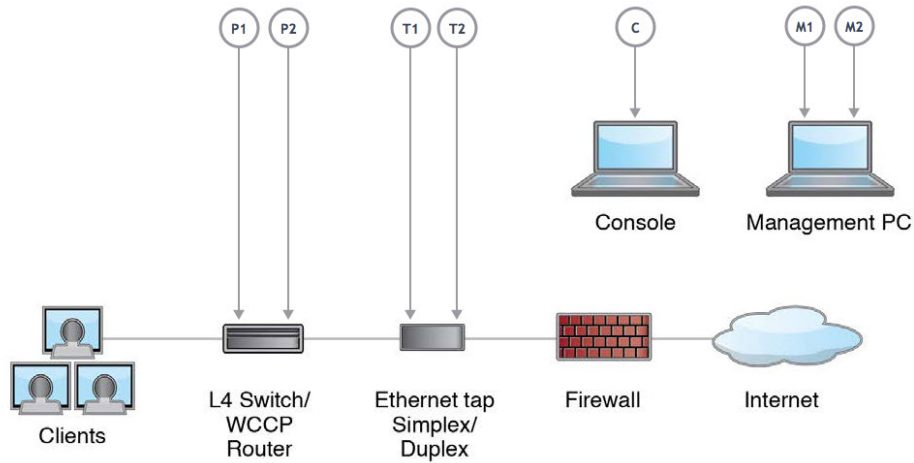 P1 P2 T1 T2 C M1 M2
Console
Management PC
Clients
L4 Switch/
WCCP
Router
Ethernet tap
Simplex/
Duplex
Firewall
Internet